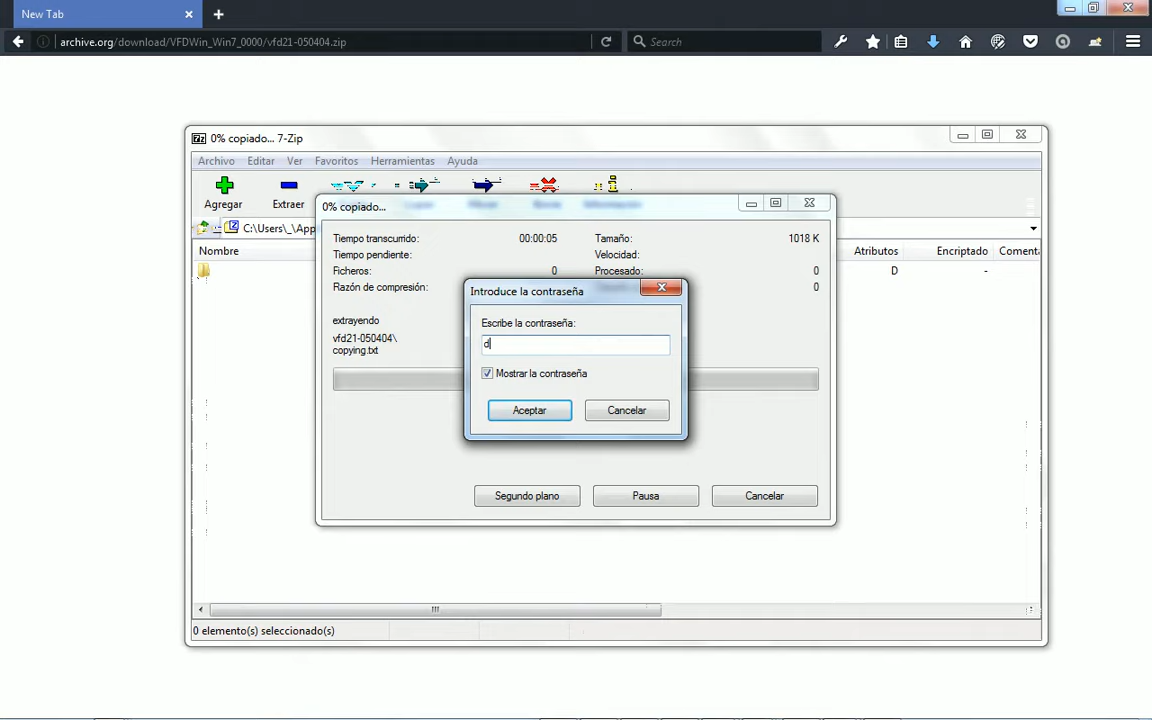 New Tab
archive.org/download/VFDWin_Win7_0000/vfd21-050404.zip
Search
0% copiado... 7-Zip
Archivo Editar Ver Favoritos Herramientas Ayuda
Agregar Extraer
0% copiado...
C:\Users\_\App
Nombre Atributos Encriptado Comenta
D -
Tiempo transcurrido: 00:00:05 Tamaño: 1018 K
Tiempo pendiente: Velocidad:
Ficheros: 0 Procesado: 0
Razón de compresión: 0
extrayendo
vfd21-050404\
copying.txt
Introduce la contraseña
Escribe la contraseña:
d
Mostrar la contraseña
Aceptar Cancelar
Segundo plano Pausa Cancelar
0 elemento(s) seleccionado(s)